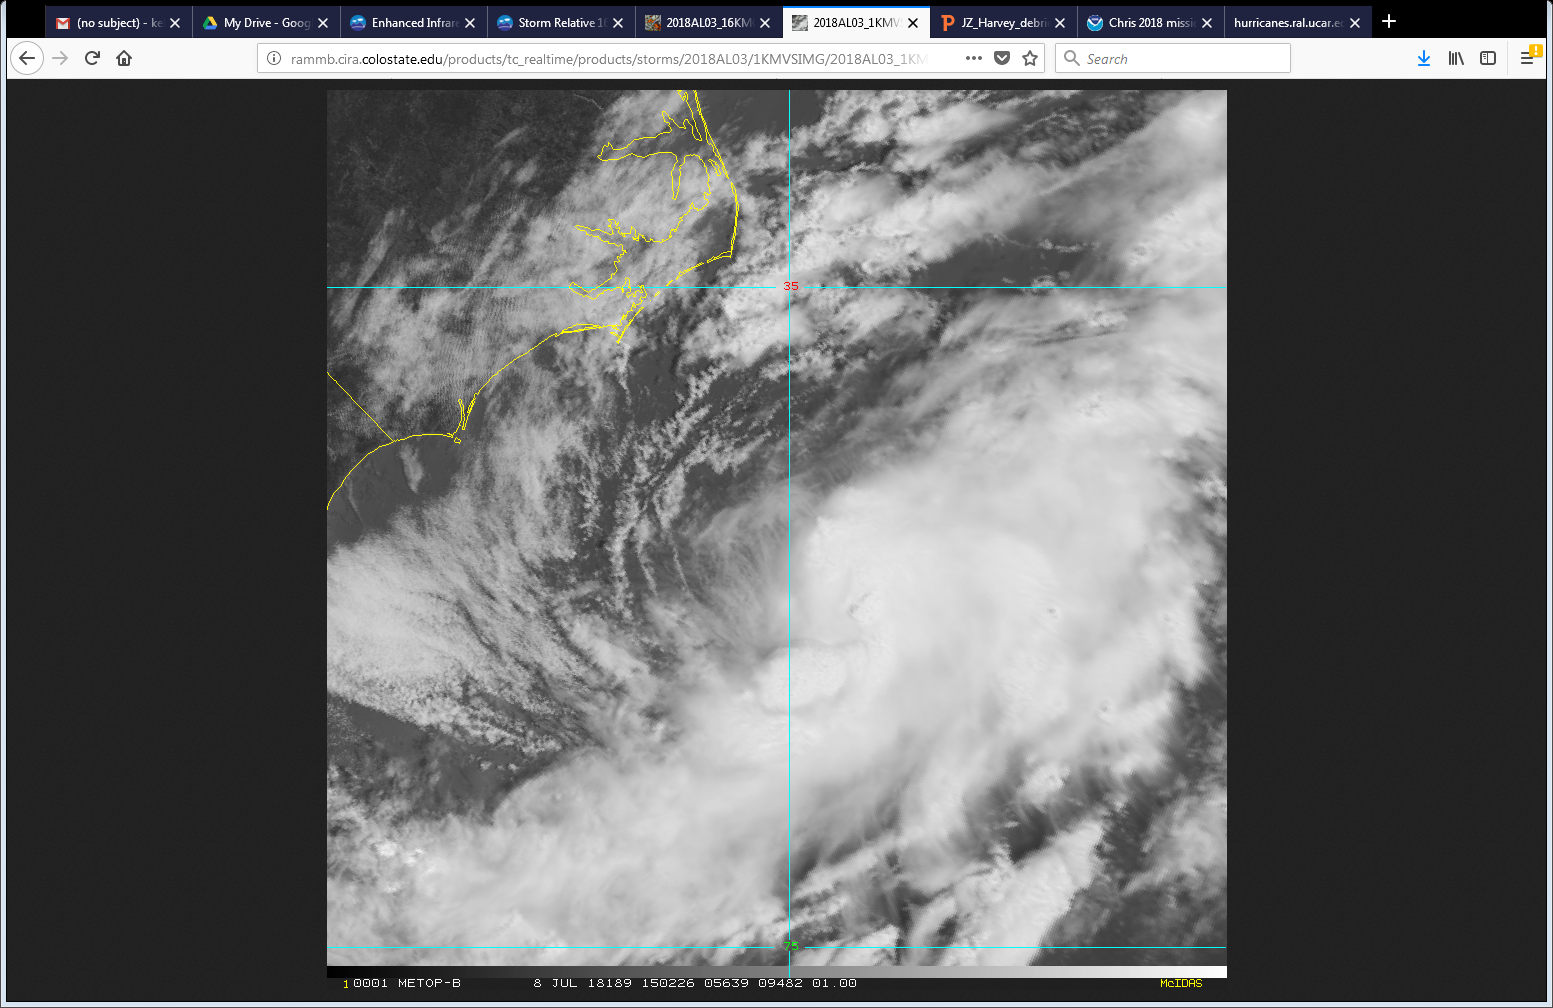 (no subject) - ke
My Drive - Goog
Enhanced Infrare
Storm Relative 16
2018AL03_16KM
2018AL03_1KMV
JZ_Harvey_debri
Chris 2018 missi
hurricanes.ral.ucar.e
rammb.cira.colostate.edu/products/tc_realtime/products/storms/2018AL03/1KMVSIMG/2018AL03_1KM
Search
35
75
1 0001 METOP-B 8 JUL 18189 150226 05639 09482 01.00 McIDAS